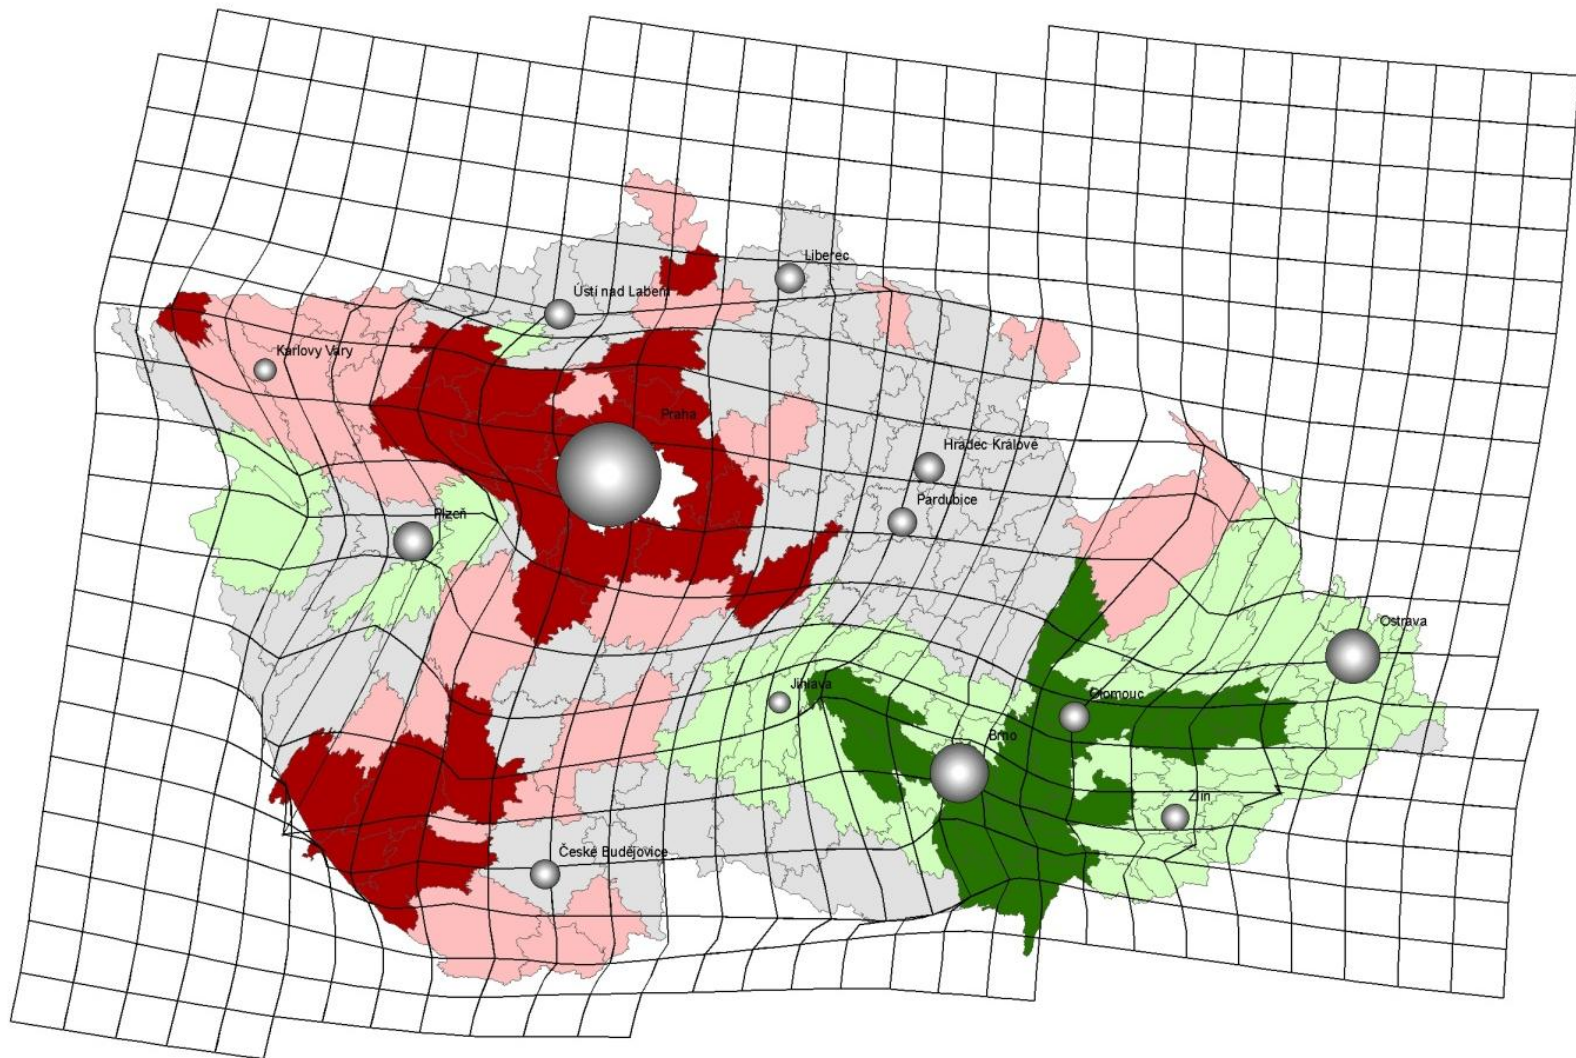 Liberec
Ústí nad Labem
Karlovy Vary
Praha
Hradec Králové
Pardubice
Plzeň
Ostrava
Jihlava
Olomouc
Brno
Zlín
České Budějovice